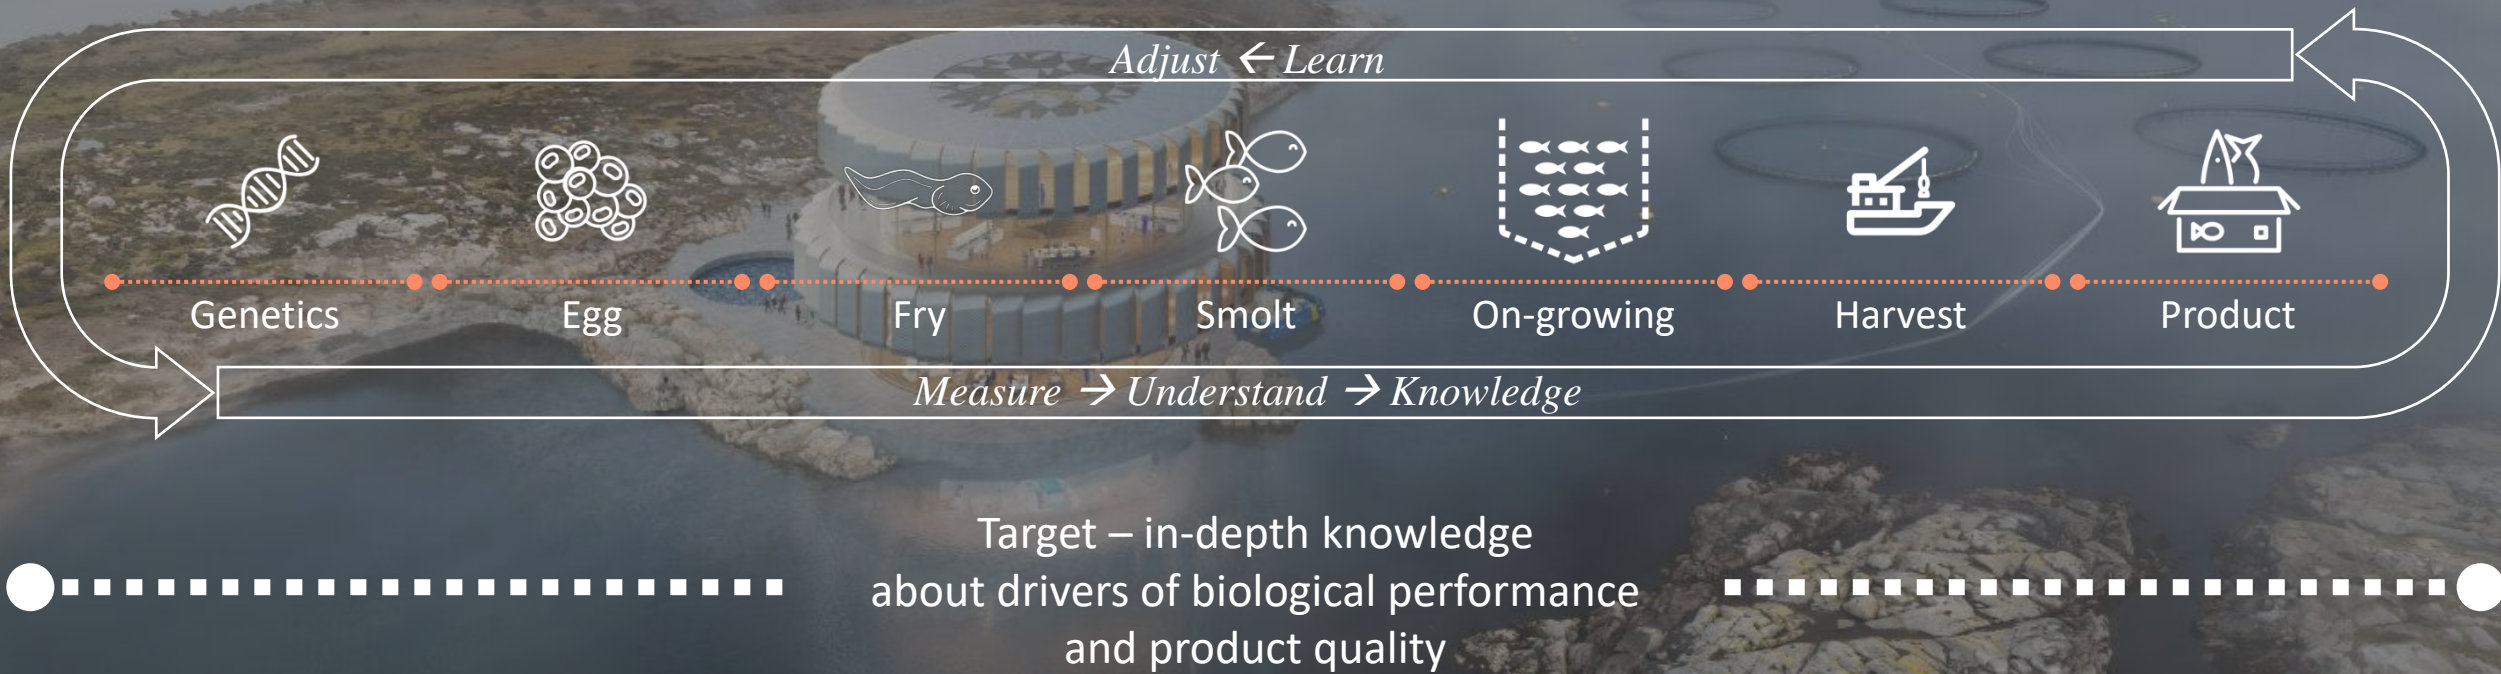 Adjust ← Learn
Genetics
Egg
Fry
Smolt
On-growing
Harvest
Product
Measure → Understand → Knowledge
Target – in-depth knowledge
about drivers of biological performance
and product quality